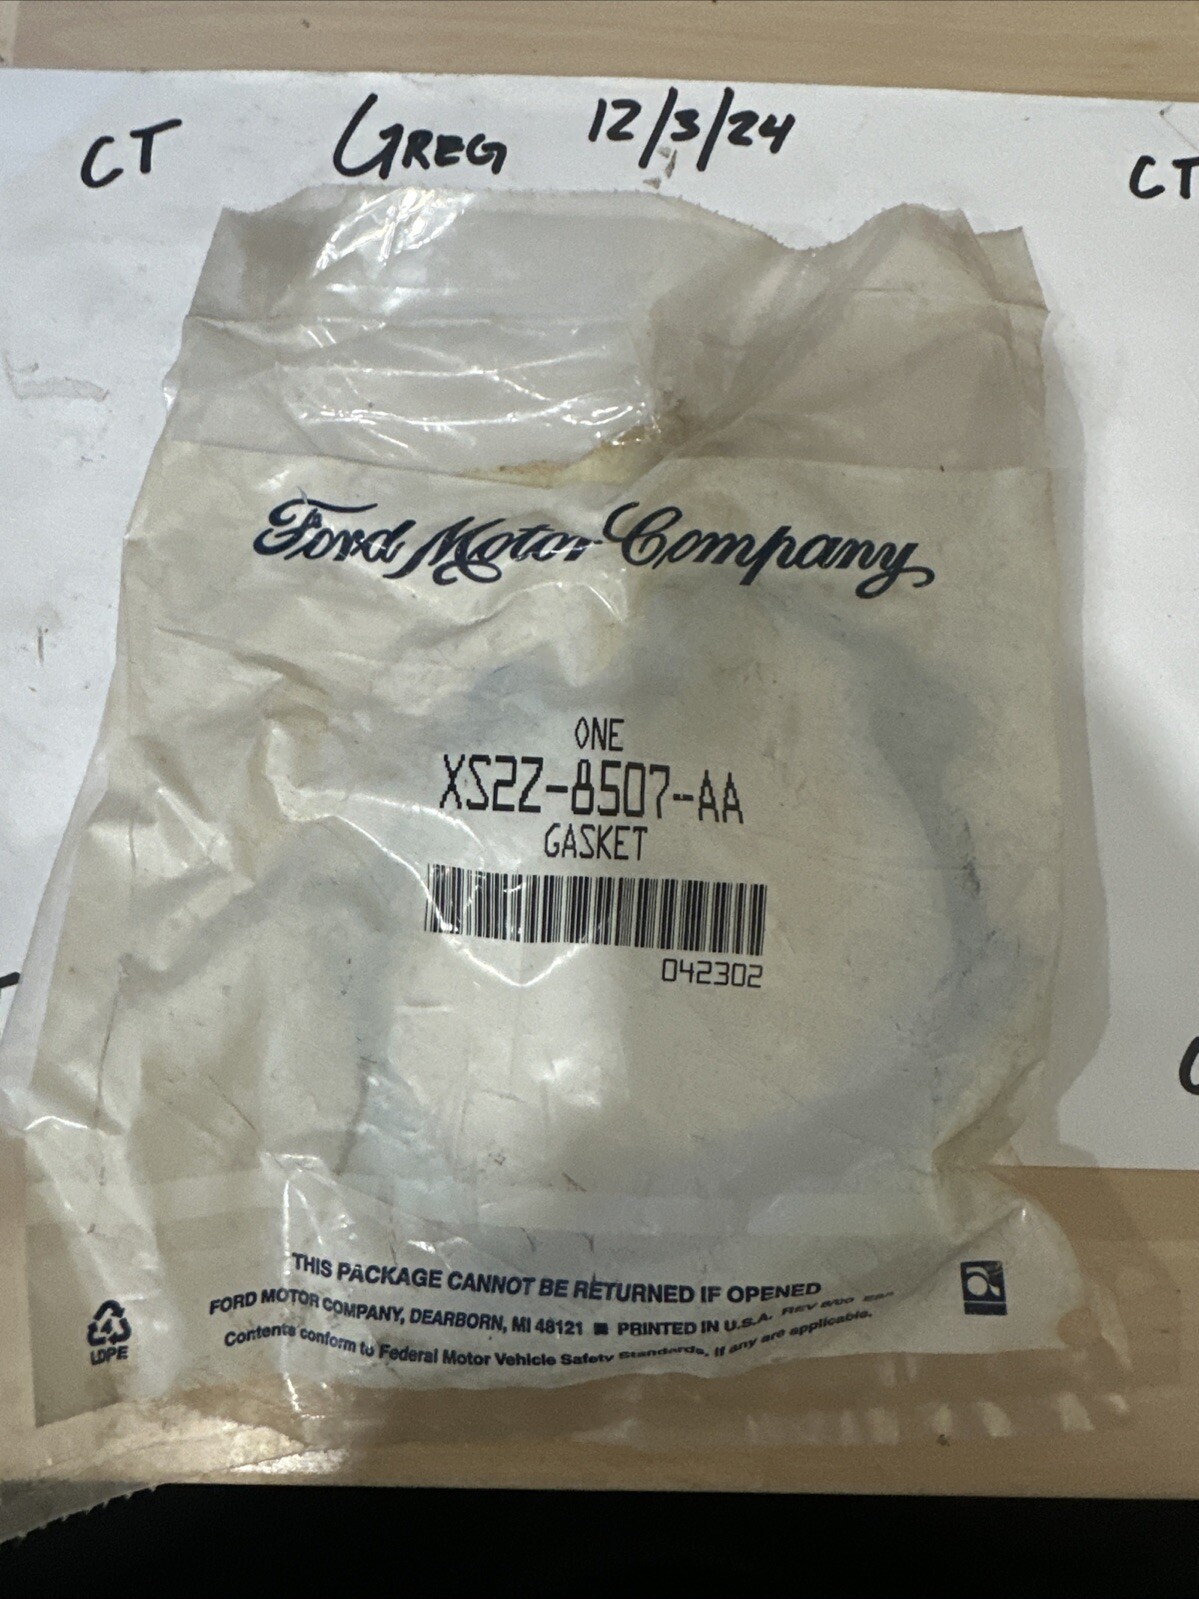 CT GREG 12/3/24 CT
Ford Motor Company
ONE
XS2Z-8507-AA
GASKET
042302
THIS PACKAGE CANNOT BE RETURNED IF OPENED
FORD MOTOR COMPANY, DEARBORN, MI 48121 ■ PRINTED IN U.S.A. REV
Contents conform to Federal Motor Vehicle Safety Standards, if any are applicable.
4
LDPE